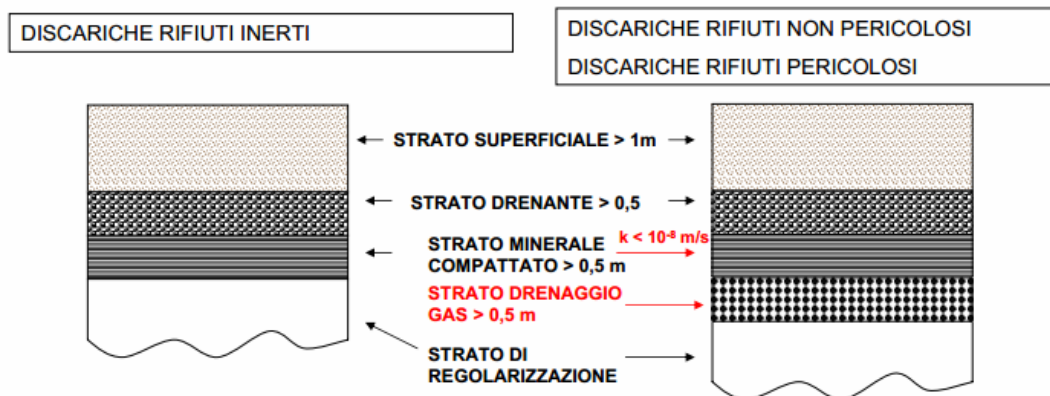 DISCARICHE RIFIUTI INERTI
DISCARICHE RIFIUTI NON PERICOLOSI
DISCARICHE RIFIUTI PERICOLOSI
STRATO SUPERFICIALE > 1m
STRATO DRENANTE > 0,5
STRATO MINERALE
COMPATTATO > 0,5 m
k < 10⁻⁸ m/s
STRATO DRENAGGIO
GAS > 0,5 m
STRATO DI
REGOLARIZZAZIONE